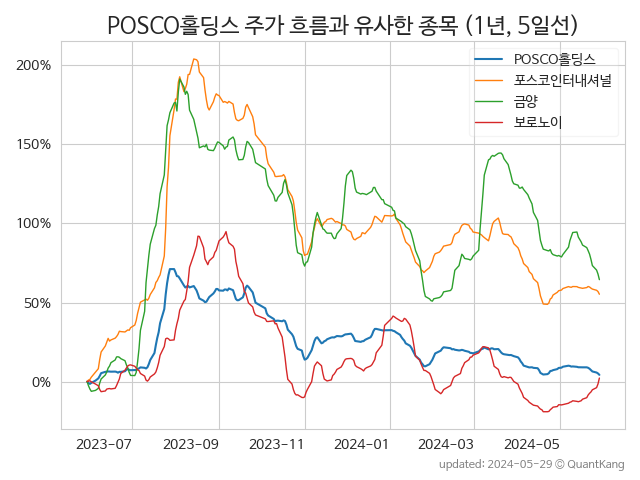 POSCO홀딩스 주가 흐름과 유사한 종목 (1년, 5일선)
POSCO홀딩스
포스코인터내셔널
금양
보로노이
200%
150%
100%
50%
0%
2023-07
2023-09
2023-11
2024-01
2024-03
2024-05
updated: 2024-05-29 © QuantKang